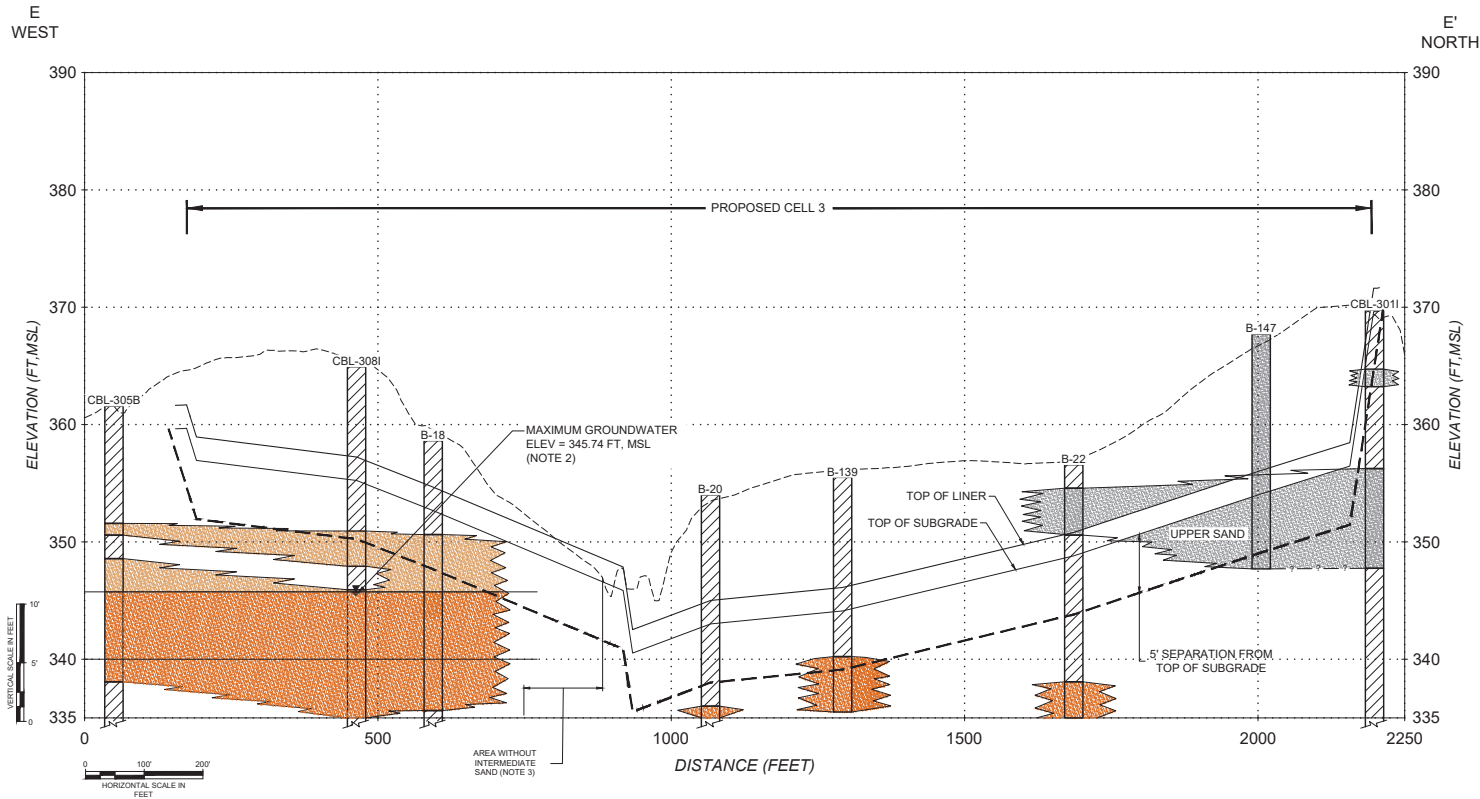 E
WEST
E'
NORTH
390
390
380
380
370
370
360
360
350
350
340
340
335
335
ELEVATION (FT,MSL)
ELEVATION (FT,MSL)
PROPOSED CELL 3
CBL-305B
CBL-308I
B-18
B-20
B-139
B-22
B-147
CBL-301I
MAXIMUM GROUNDWATER
ELEV = 345.74 FT, MSL
(NOTE 2)
TOP OF LINER
TOP OF SUBGRADE
UPPER SAND
? ? ?
5' SEPARATION FROM
TOP OF SUBGRADE
AREA WITHOUT
INTERMEDIATE
SAND (NOTE 3)
VERTICAL SCALE IN FEET
10'
5'
0
0
500
1000
1500
2000
2250
DISTANCE (FEET)
0 100' 200'
HORIZONTAL SCALE IN
FEET